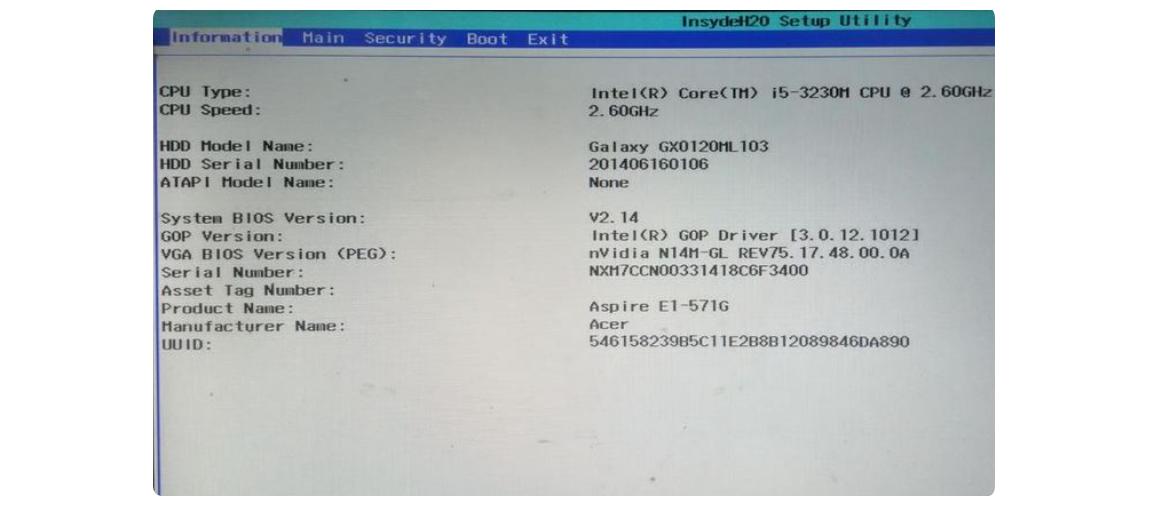 InsydeH2O Setup Utility
Information Main Security Boot Exit
CPU Type: Intel(R) Core(TM) i5-3230M CPU @ 2.60GHz
CPU Speed: 2.60GHz
HDD Model Name: Galaxy GX0120ML103
HDD Serial Number: 201406160106
ATAPI Model Name: None
System BIOS Version: V2.14
GOP Version: Intel(R) GOP Driver [3.0.12.1012]
VGA BIOS Version (PEG): nVidia N14M-GL REV75.17.48.00.0A
Serial Number: NXM7CCN00331418C6F3400
Asset Tag Number:
Product Name: Aspire E1-571G
Manufacturer Name: Acer
UUID: 546158239B5C11E2B8B12089846DA890